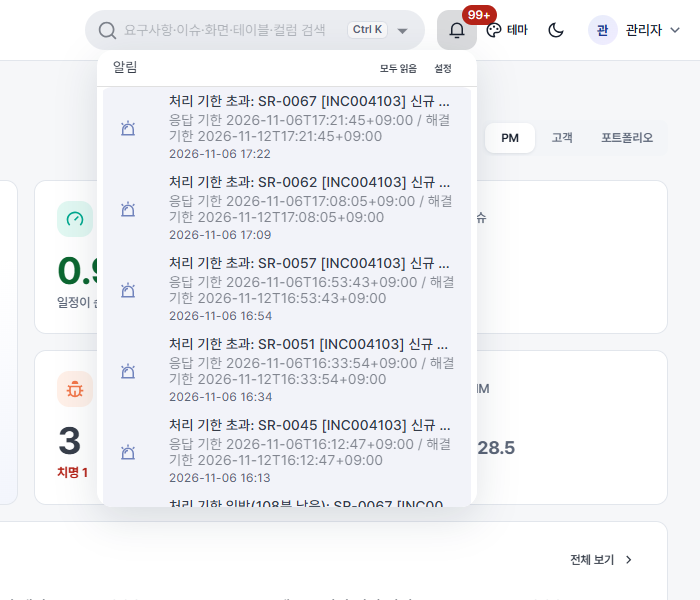 요구사항·이슈·화면·테이블·컬럼 검색
Ctrl K
99+
테마
관
관리자
알림
모두 읽음
설정
PM
고객
포트폴리오
처리 기한 초과: SR-0067 [INC004103] 신규 ...
응답 기한 2026-11-06T17:21:45+09:00 / 해결
기한 2026-11-12T17:21:45+09:00
2026-11-06 17:22
처리 기한 초과: SR-0062 [INC004103] 신규 ...
응답 기한 2026-11-06T17:08:05+09:00 / 해결
기한 2026-11-12T17:08:05+09:00
2026-11-06 17:09
처리 기한 초과: SR-0057 [INC004103] 신규 ...
응답 기한 2026-11-06T16:53:43+09:00 / 해결
기한 2026-11-12T16:53:43+09:00
2026-11-06 16:54
처리 기한 초과: SR-0051 [INC004103] 신규 ...
응답 기한 2026-11-06T16:33:54+09:00 / 해결
기한 2026-11-12T16:33:54+09:00
2026-11-06 16:34
처리 기한 초과: SR-0045 [INC004103] 신규 ...
응답 기한 2026-11-06T16:12:47+09:00 / 해결
기한 2026-11-12T16:12:47+09:00
2026-11-06 16:13
슈
일정이
3
치명 1
28.5
전체 보기